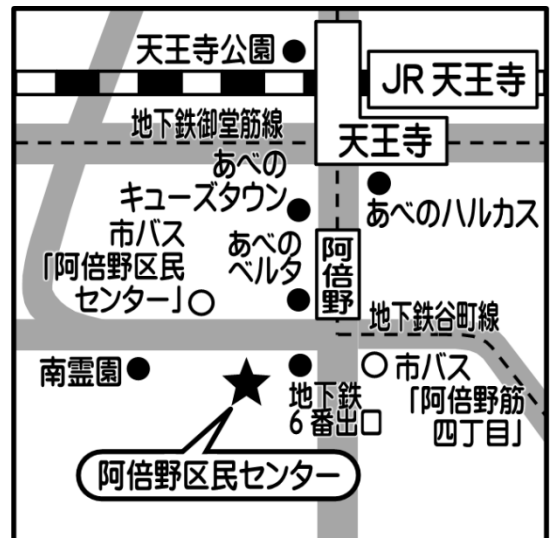 天王寺公園
JR天王寺
地下鉄御堂筋線
天王寺
あべの
キューズタウン
あべのハルカス
市バス
「阿倍野区民
センター」
あべの
ベルタ
阿倍野
地下鉄谷町線
南霊園
地下鉄
6番出口
市バス
「阿倍野筋
四丁目」
阿倍野区民センター